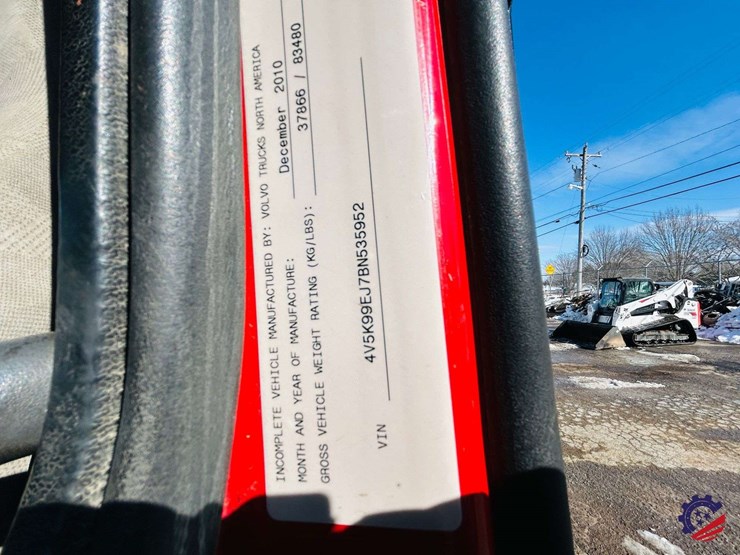 INCOMPLETE VEHICLE MANUFACTURED BY: VOLVO TRUCKS NORTH AMERICA
MONTH AND YEAR OF MANUFACTURE: December 2010
GROSS VEHICLE WEIGHT RATING (KG/LBS): 37866 / 83480
VIN 4V5K99EJ7BN535952